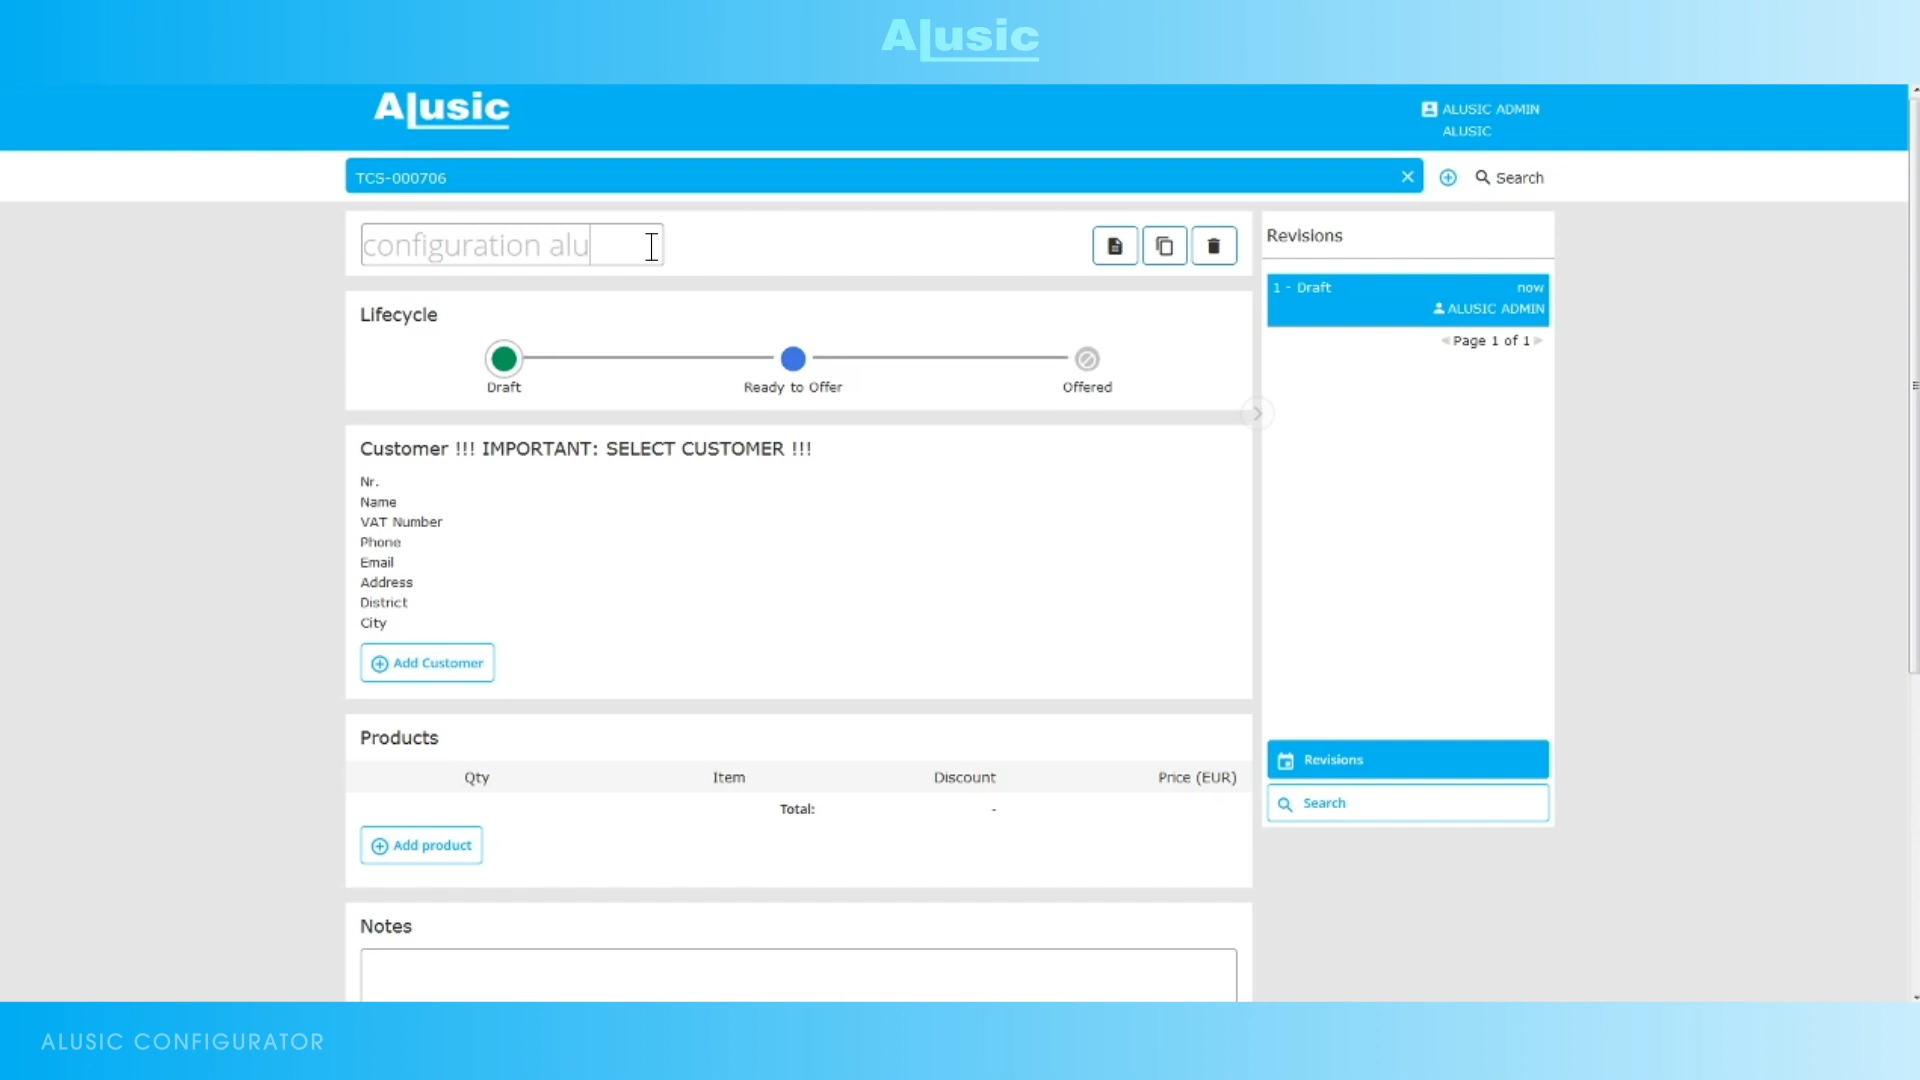 Alusic
Alusic
ALUSIC ADMIN
ALUSIC
TCS-000706
Search
configuration alu
Revisions
1 - Draft
now
ALUSIC ADMIN
Page 1 of 1
Lifecycle
Draft
Ready to Offer
Offered
Customer !!! IMPORTANT: SELECT CUSTOMER !!!
Nr.
Name
VAT Number
Phone
Email
Address
District
City
Add Customer
Products
Qty
Item
Discount
Price (EUR)
Total:
-
Add product
Revisions
Search
Notes
ALUSIC CONFIGURATOR